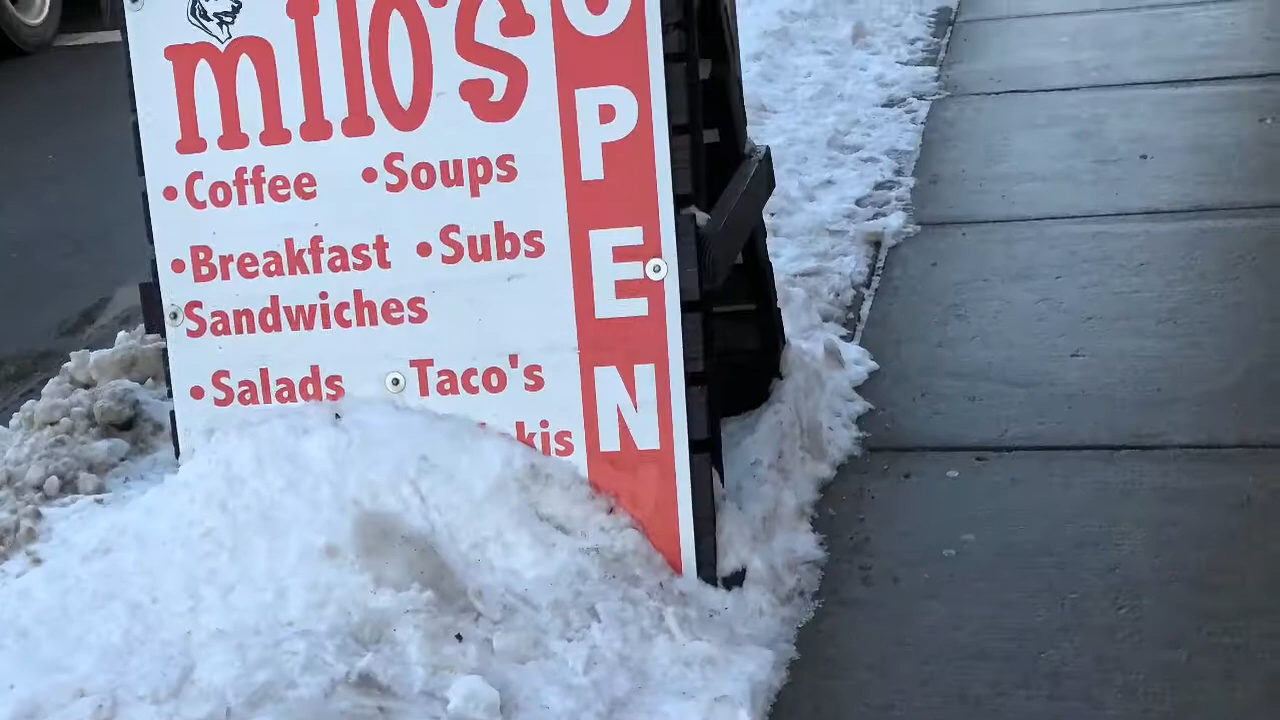 milo's
•Coffee •Soups
•Breakfast •Subs
Sandwiches
•Salads Taco's
OPEN